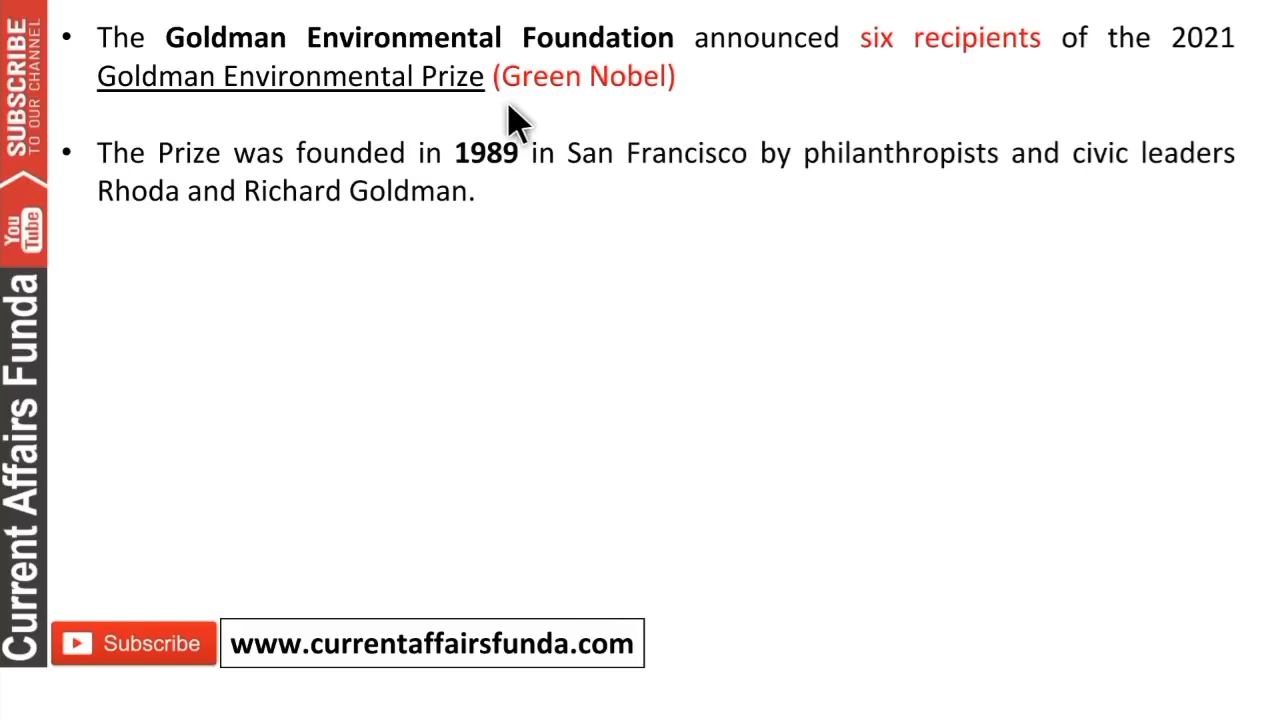 • The Goldman Environmental Foundation announced six recipients of the 2021
Goldman Environmental Prize (Green Nobel)
• The Prize was founded in 1989 in San Francisco by philanthropists and civic leaders
Rhoda and Richard Goldman.
SUBSCRIBE
TO OUR CHANNEL
You
Tube
Current Affairs Funda
Subscribe
www.currentaffairsfunda.com